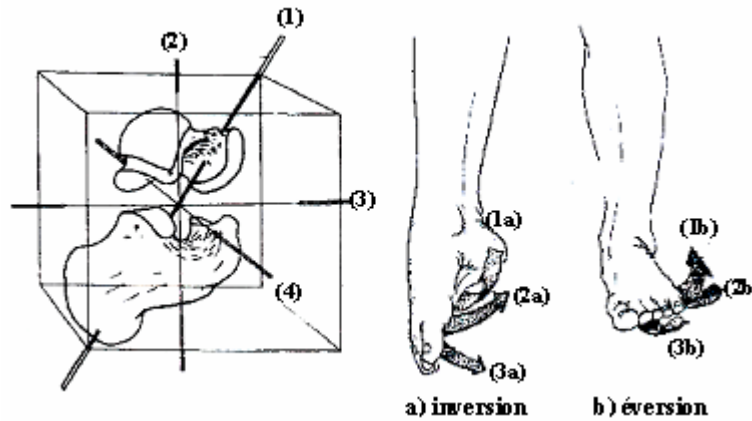 (1)
(2)
(3)
(4)
(1a)
(2a)
(3a)
a) inversion
(1b)
(2b
(3b)
b) éversion